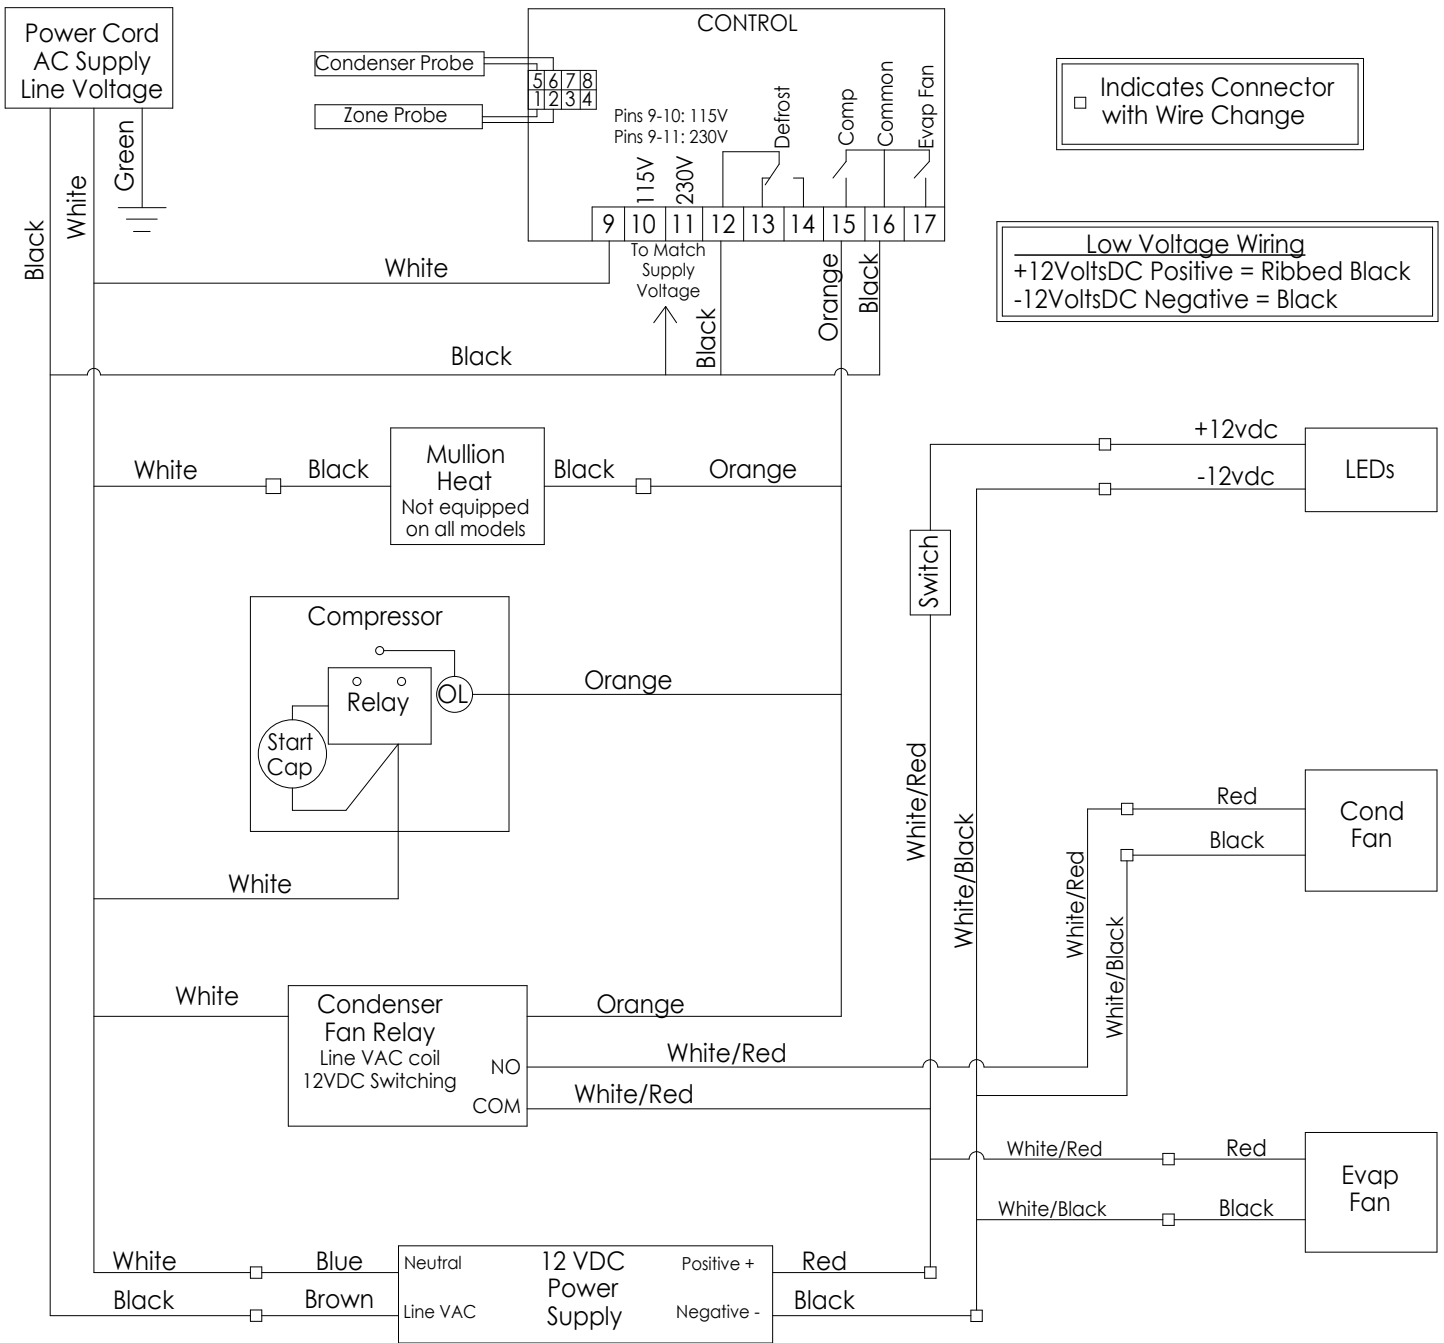 Power Cord
AC Supply
Line Voltage
Black
White
Green
Condenser Probe
Zone Probe
CONTROL
5 6 7 8
1 2 3 4
Pins 9-10: 115V
Pins 9-11: 230V
115V
230V
Defrost
Comp
Common
Evap Fan
9 10 11 12 13 14 15 16 17
Indicates Connector
with Wire Change
Low Voltage Wiring
+12VoltsDC Positive = Ribbed Black
-12VoltsDC Negative = Black
White
To Match
Supply
Voltage
Black
Black
Orange
Black
White
Black
Mullion
Heat
Not equipped
on all models
Black
Orange
+12vdc
-12vdc
LEDs
Switch
Compressor
Relay
OL
Start
Cap
Orange
White
White/Red
White/Black
White/Red
White/Black
Red
Black
Cond
Fan
White
Condenser
Fan Relay
Line VAC coil
12VDC Switching
NO
COM
Orange
White/Red
White/Red
White/Red
Red
White/Black
Black
Evap
Fan
White
Blue
Black
Brown
Neutral
Line VAC
12 VDC
Power
Supply
Positive +
Negative -
Red
Black